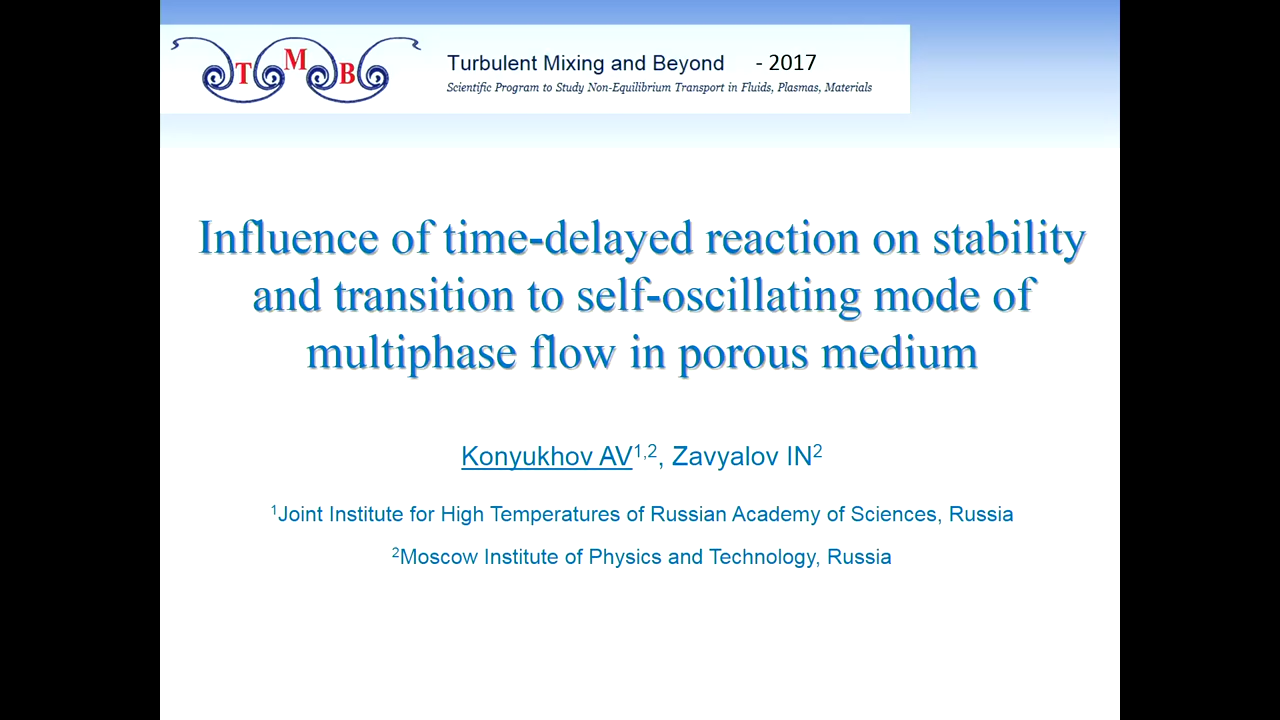 TMB
Turbulent Mixing and Beyond - 2017
Scientific Program to Study Non-Equilibrium Transport in Fluids, Plasmas, Materials
Influence of time-delayed reaction on stability
and transition to self-oscillating mode of
multiphase flow in porous medium
Konyukhov AV1,2, Zavyalov IN2
1Joint Institute for High Temperatures of Russian Academy of Sciences, Russia
2Moscow Institute of Physics and Technology, Russia